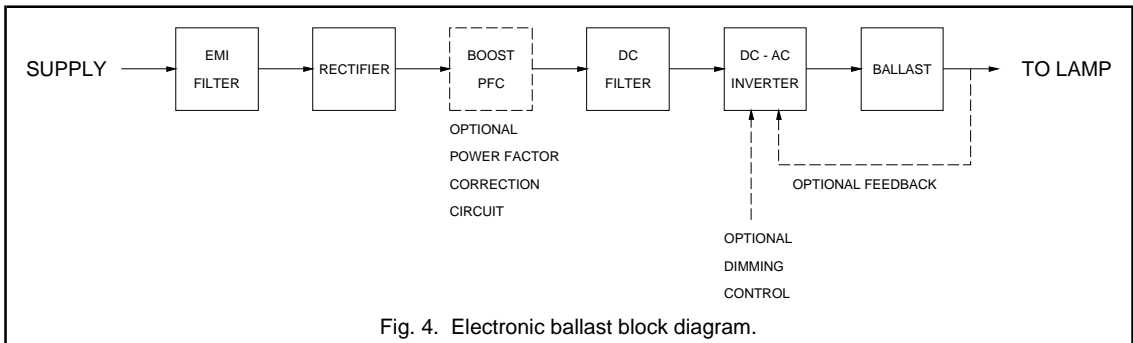 SUPPLY
EMI
FILTER
RECTIFIER
BOOST
PFC
DC
FILTER
DC - AC
INVERTER
BALLAST
TO LAMP
OPTIONAL
POWER FACTOR
CORRECTION
CIRCUIT
OPTIONAL FEEDBACK
OPTIONAL
DIMMING
CONTROL
Fig. 4. Electronic ballast block diagram.